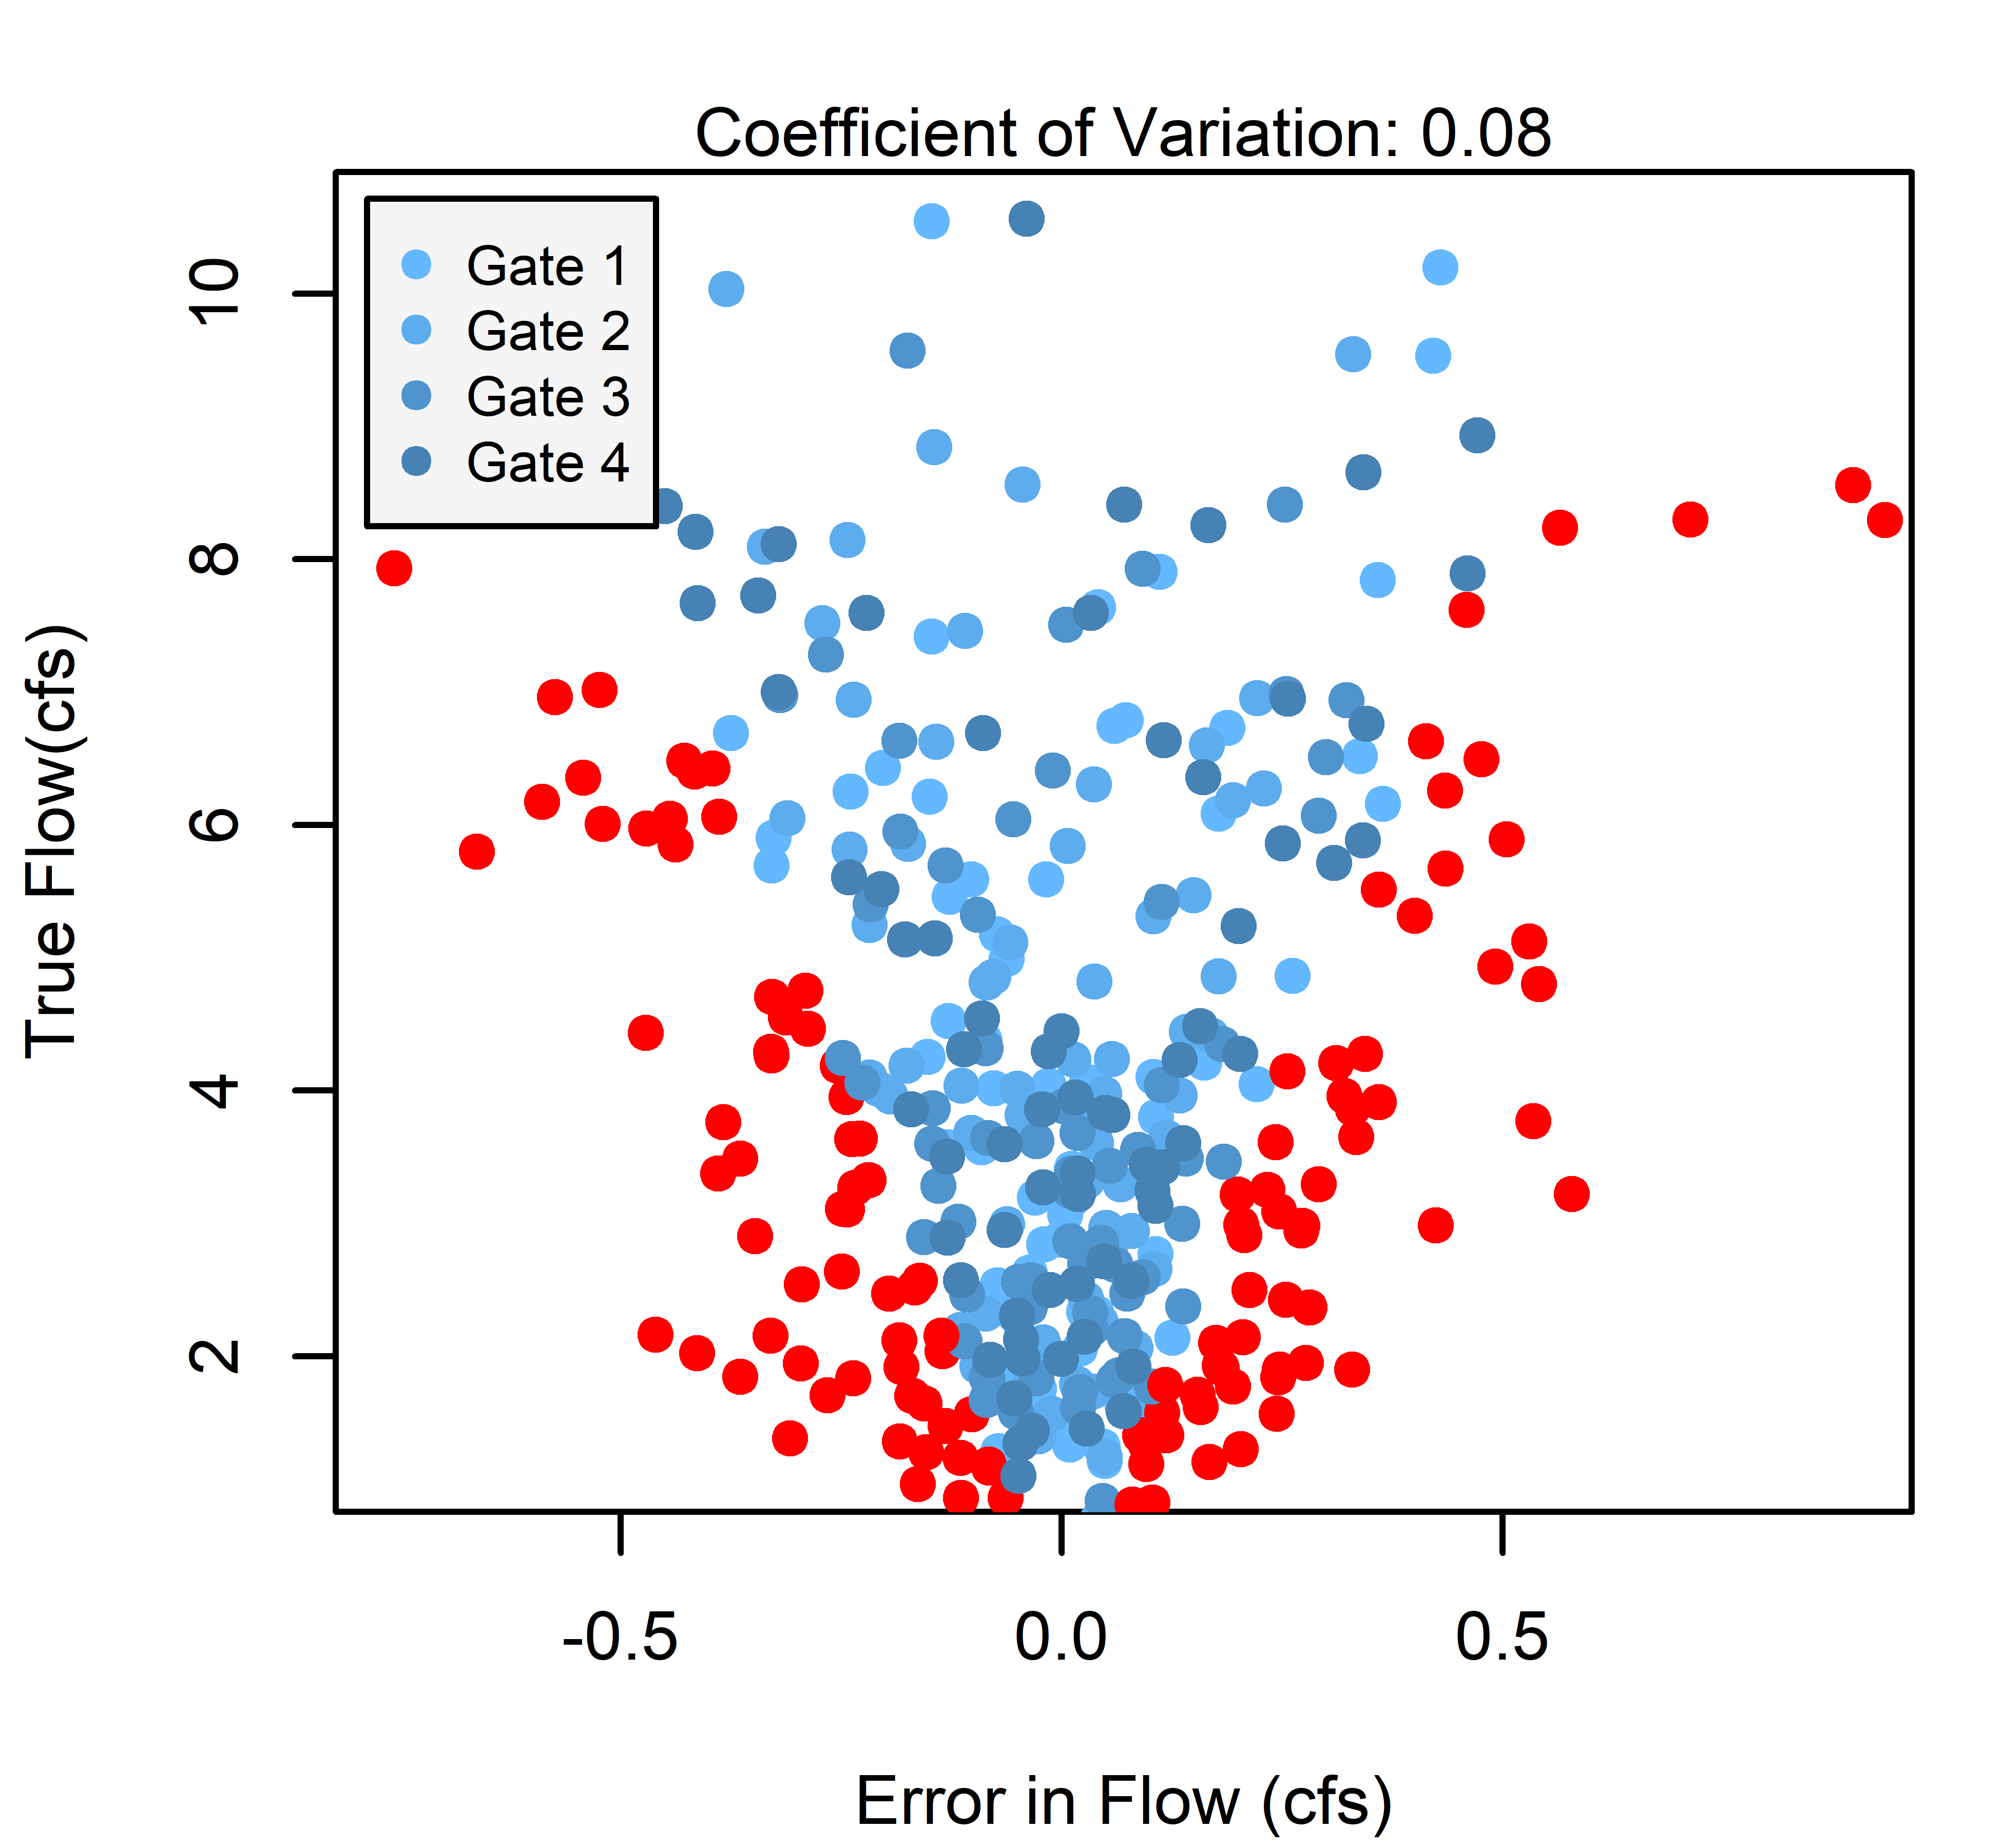 Coefficient of Variation: 0.08
Gate 1
Gate 2
Gate 3
Gate 4
True Flow(cfs)
10
8
6
4
2
-0.5
0.0
0.5
Error in Flow (cfs)